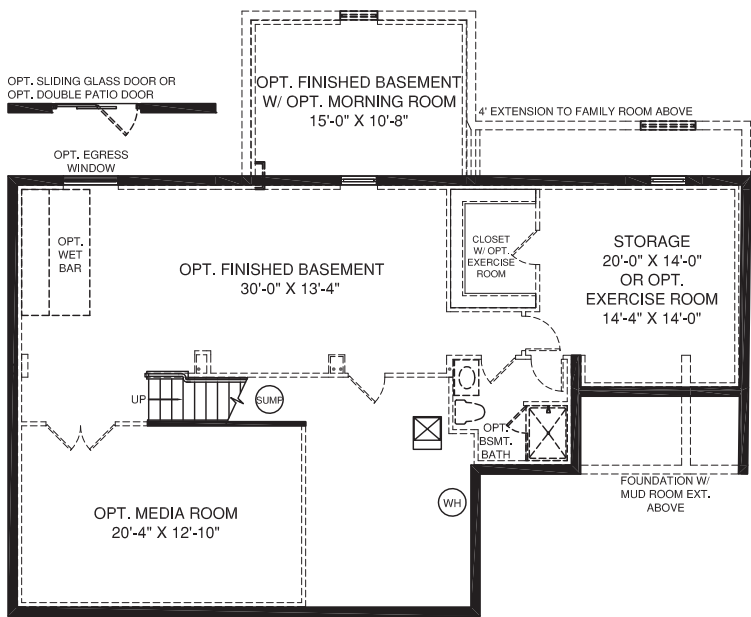 OPT. SLIDING GLASS DOOR OR
OPT. DOUBLE PATIO DOOR
OPT. FINISHED BASEMENT
W/ OPT. MORNING ROOM
15'-0" X 10'-8"
4' EXTENSION TO FAMILY ROOM ABOVE
OPT. EGRESS
WINDOW
OPT.
WET
BAR
OPT. FINISHED BASEMENT
30'-0" X 13'-4"
CLOSET
W/ OPT.
EXERCISE
ROOM
STORAGE
20'-0" X 14'-0"
OR OPT.
EXERCISE ROOM
14'-4" X 14'-0"
UP
SUMP
OPT.
BSMT.
BATH
FOUNDATION W/
MUD ROOM EXT.
ABOVE
WH
OPT. MEDIA ROOM
20'-4" X 12'-10"